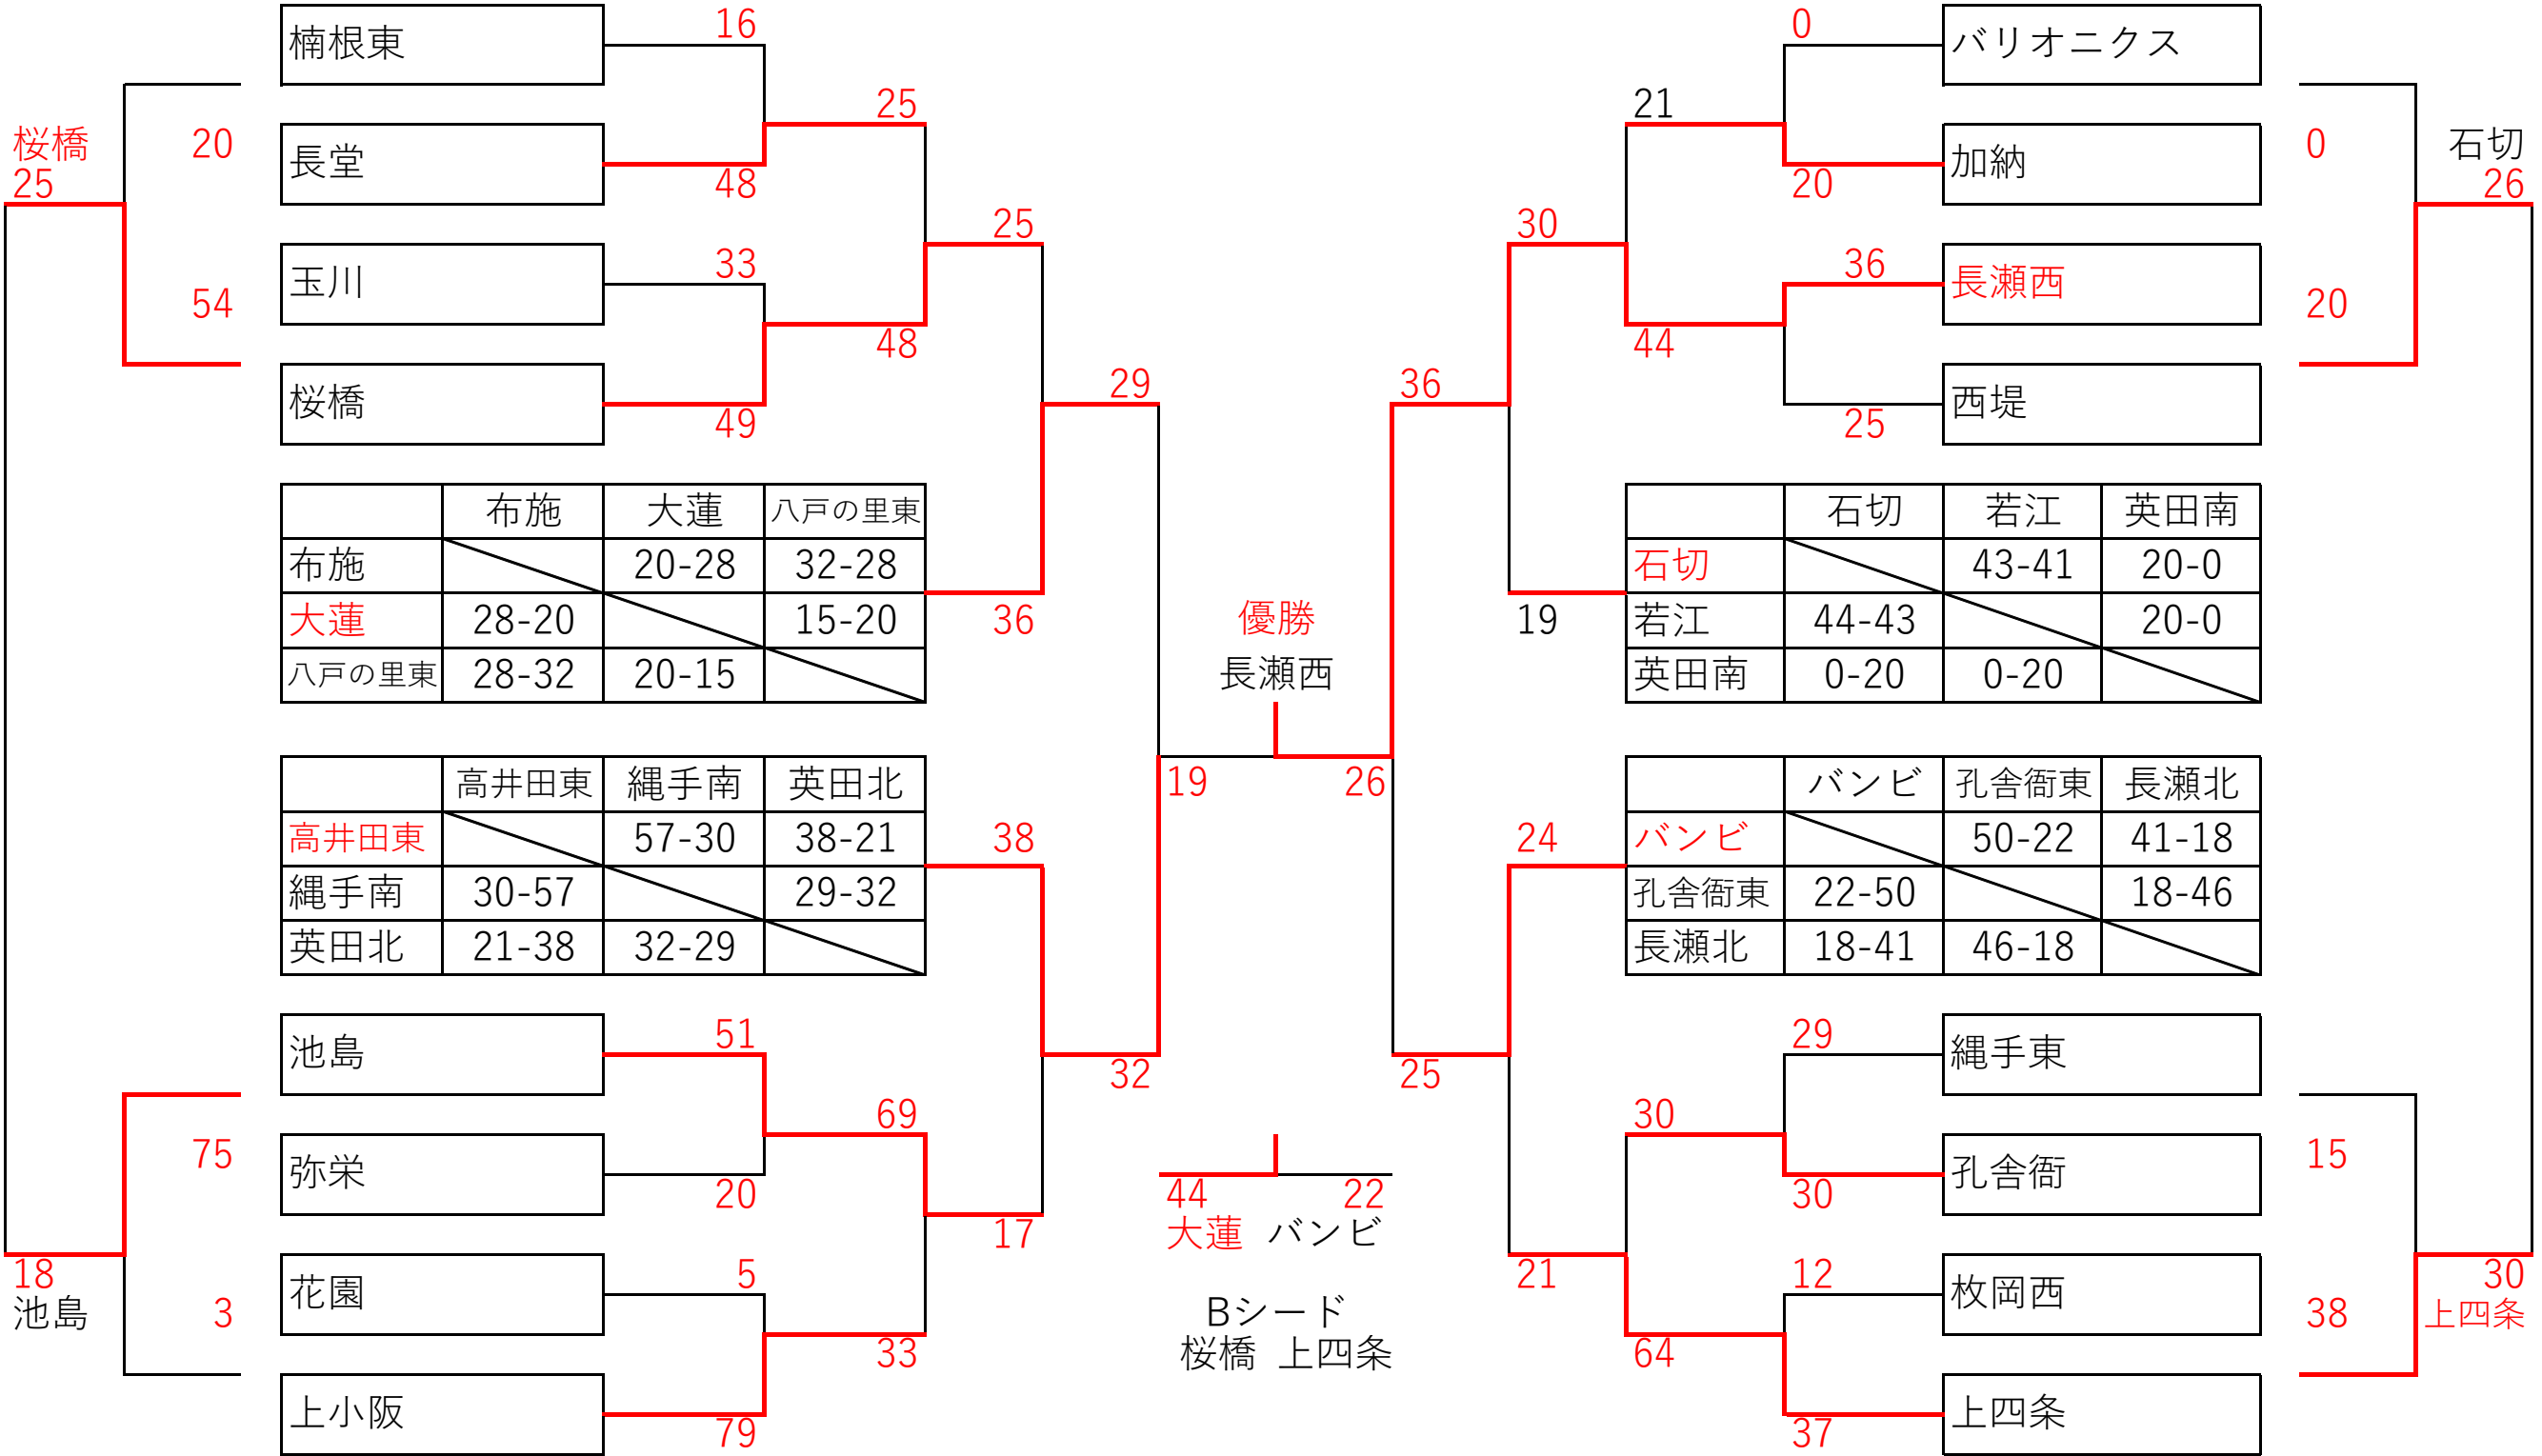 楠根東
16
長堂
48
25
玉川
33
桜橋
49
48
25
桜橋
25
20
54
29
布施 大蓮 八戸の里東
布施 20-28 32-28
大蓮 28-20 15-20
八戸の里東 28-32 20-15
36
高井田東 縄手南 英田北
高井田東 57-30 38-21
縄手南 30-57 29-32
英田北 21-38 32-29
38
19
32
池島
51
弥栄
20
69
花園
5
上小阪
79
33
17
75
3
18
池島
優勝
長瀬西
26
44 22
大蓮 バンビ
Bシード
桜橋 上四条
0
バリオニクス
21
加納
20
30
36
長瀬西
44
西堤
25
36
0
20
石切
26
石切 若江 英田南
石切 43-41 20-0
若江 44-43 20-0
英田南 0-20 0-20
19
バンビ 孔舎衙東 長瀬北
バンビ 50-22 41-18
孔舎衙東 22-50 18-46
長瀬北 18-41 46-18
24
25
29
縄手東
30
孔舎衙
30
12
枚岡西
21
64
上四条
37
15
38
30
上四条